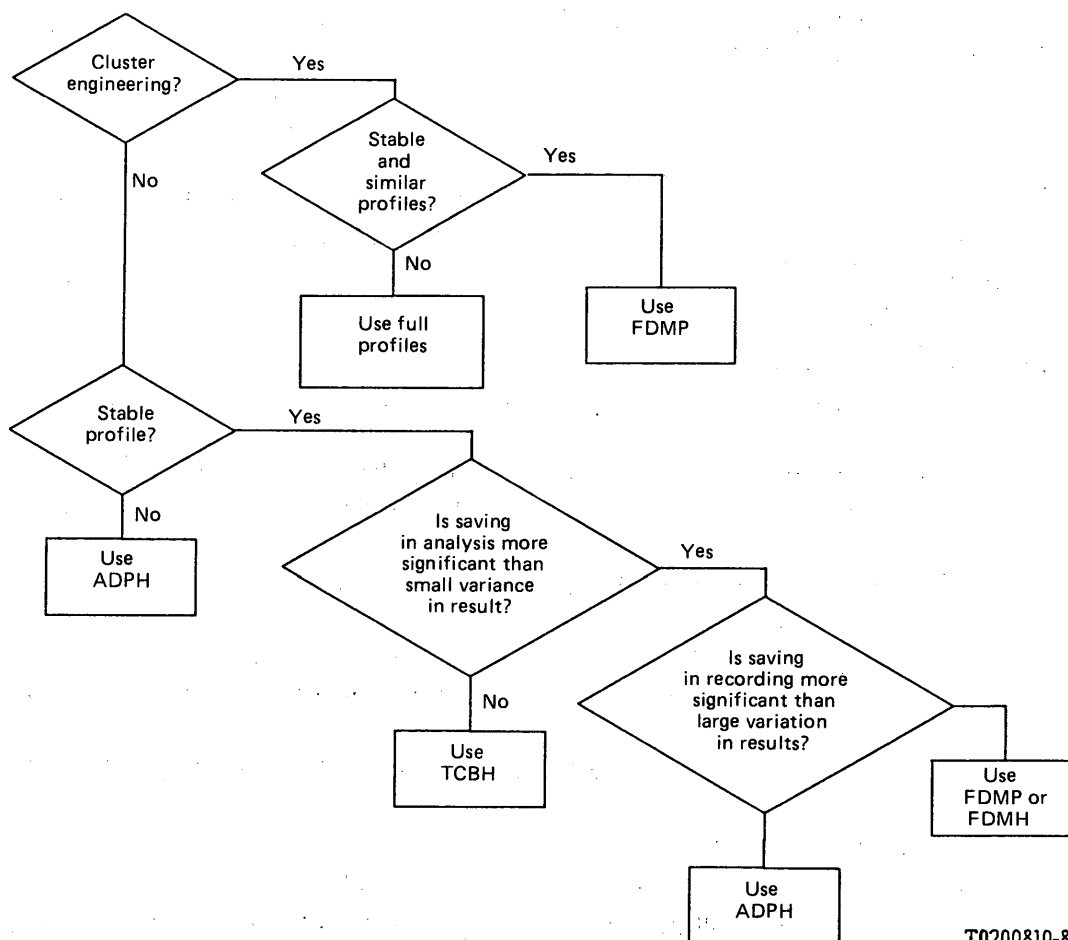 Cluster
engineering?
Yes
No
Stable
and
similar
profiles?
Yes
No
Use full
profiles
Use
FDMP
Stable
profile?
Yes
No
Use
ADPH
Is saving
in analysis more
significant than
small variance
in result?
Yes
No
Use
TCBH
Is saving
in recording more
significant than
large variation
in results?
Use
FDMP or
FDMH
Use
ADPH
T0200810-8